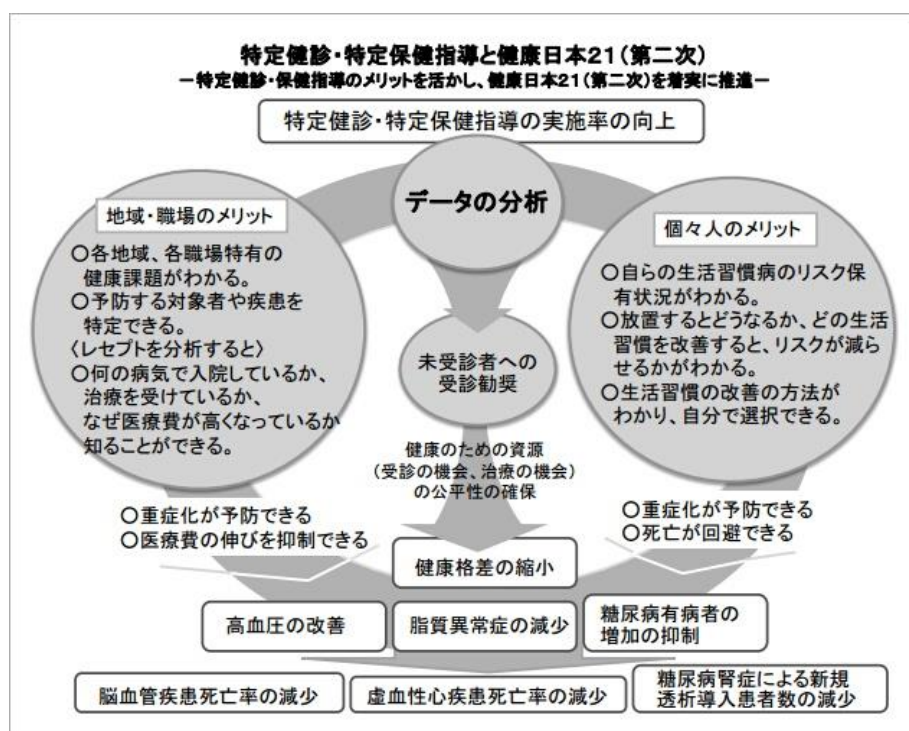 特定健診・特定保健指導と健康日本21(第二次)
－特定健診・保健指導のメリットを活かし、健康日本21(第二次)を着実に推進－
特定健診・特定保健指導の実施率の向上
データの分析
地域・職場のメリット
○各地域、各職場特有の
健康課題がわかる。
○予防する対象者や疾患を
特定できる。
〈レセプトを分析すると〉
○何の病気で入院しているか、
治療を受けているか、
なぜ医療費が高くなっているか
知ることができる。
個々人のメリット
○自らの生活習慣病のリスク保
有状況がわかる。
○放置するとどうなるか、どの生活
習慣を改善すると、リスクが減ら
せるかがわかる。
○生活習慣の改善の方法が
わかり、自分で選択できる。
未受診者への
受診勧奨
健康のための資源
(受診の機会、治療の機会)
の公平性の確保
○重症化が予防できる
○医療費の伸びを抑制できる
○重症化が予防できる
○死亡が回避できる
健康格差の縮小
高血圧の改善
脂質異常症の減少
糖尿病有病者の
増加の抑制
脳血管疾患死亡率の減少
虚血性心疾患死亡率の減少
糖尿病腎症による新規
透析導入患者数の減少